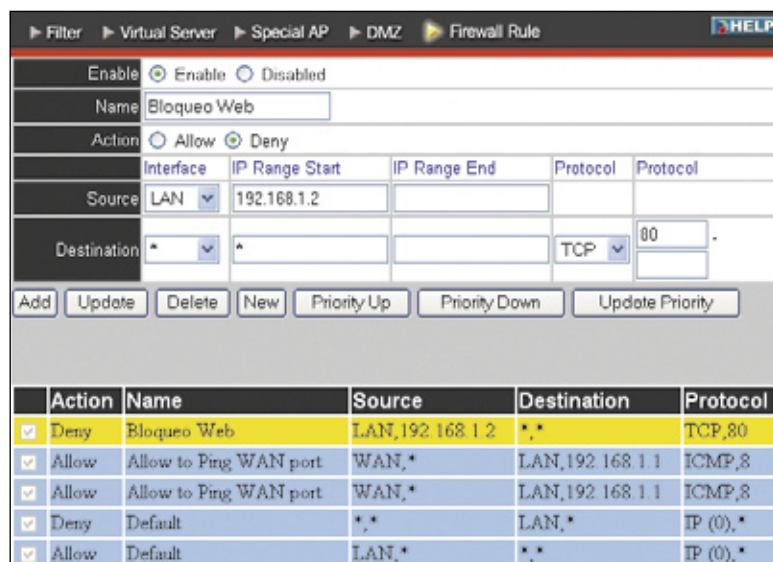 Filter Virtual Server Special AP DMZ Firewall Rule HELP
Enable Enable Disabled
Name Bloqueo Web
Action Allow Deny
Interface IP Range Start IP Range End Protocol Protocol
Source LAN 192.168.1.2
Destination * * TCP 80 -
Add Update Delete New Priority Up Priority Down Update Priority
Action Name Source Destination Protocol
Deny Bloqueo Web LAN,192.168.1.2 *,* TCP,80
Allow Allow to Ping WAN port WAN,* LAN,192.168.1.1 ICMP,8
Allow Allow to Ping WAN port WAN,* LAN,192.168.1.1 ICMP,8
Deny Default *,* LAN,* IP (0),*
Allow Default LAN,* *,* IP (0),*